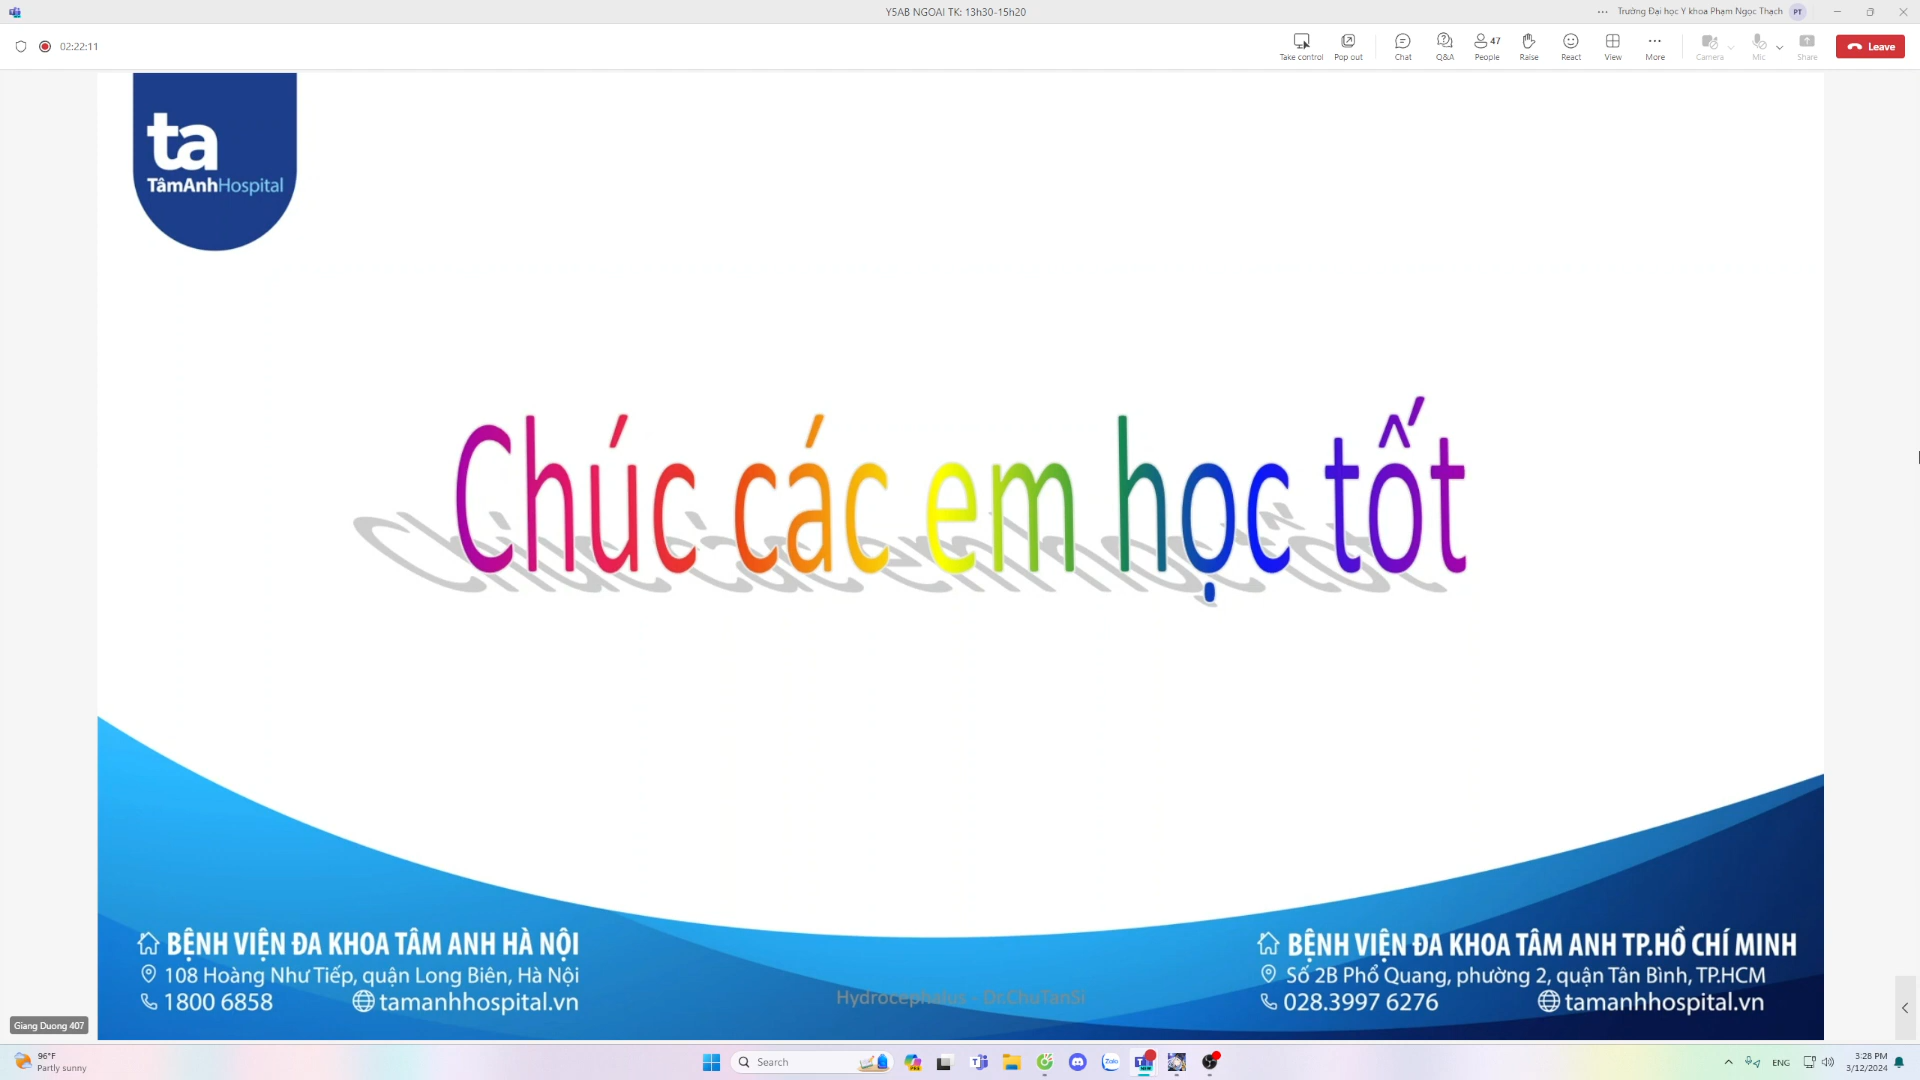 Y5AB NGOAI TK: 13h30-15h20
Trường Đại học Y khoa Phạm Ngọc Thạch
PT
02:22:11
Take control
Pop out
Chat
Q&A
47
People
Raise
React
View
More
Camera
Mic
Share
Leave
ta
TâmAnhHospital
Chúc các em học tốt
BỆNH VIỆN ĐA KHOA TÂM ANH HÀ NỘI
108 Hoàng Như Tiếp, quận Long Biên, Hà Nội
1800 6858
tamanhhospital.vn
Hydrocephalus - Dr.ChuTanSi
BỆNH VIỆN ĐA KHOA TÂM ANH TP.HỒ CHÍ MINH
Số 2B Phổ Quang, phường 2, quận Tân Bình, TP.HCM
028.3997 6276
tamanhhospital.vn
Giang Duong 407
96°F
Partly sunny
Search
Zalo
ENG
3:28 PM
3/12/2024